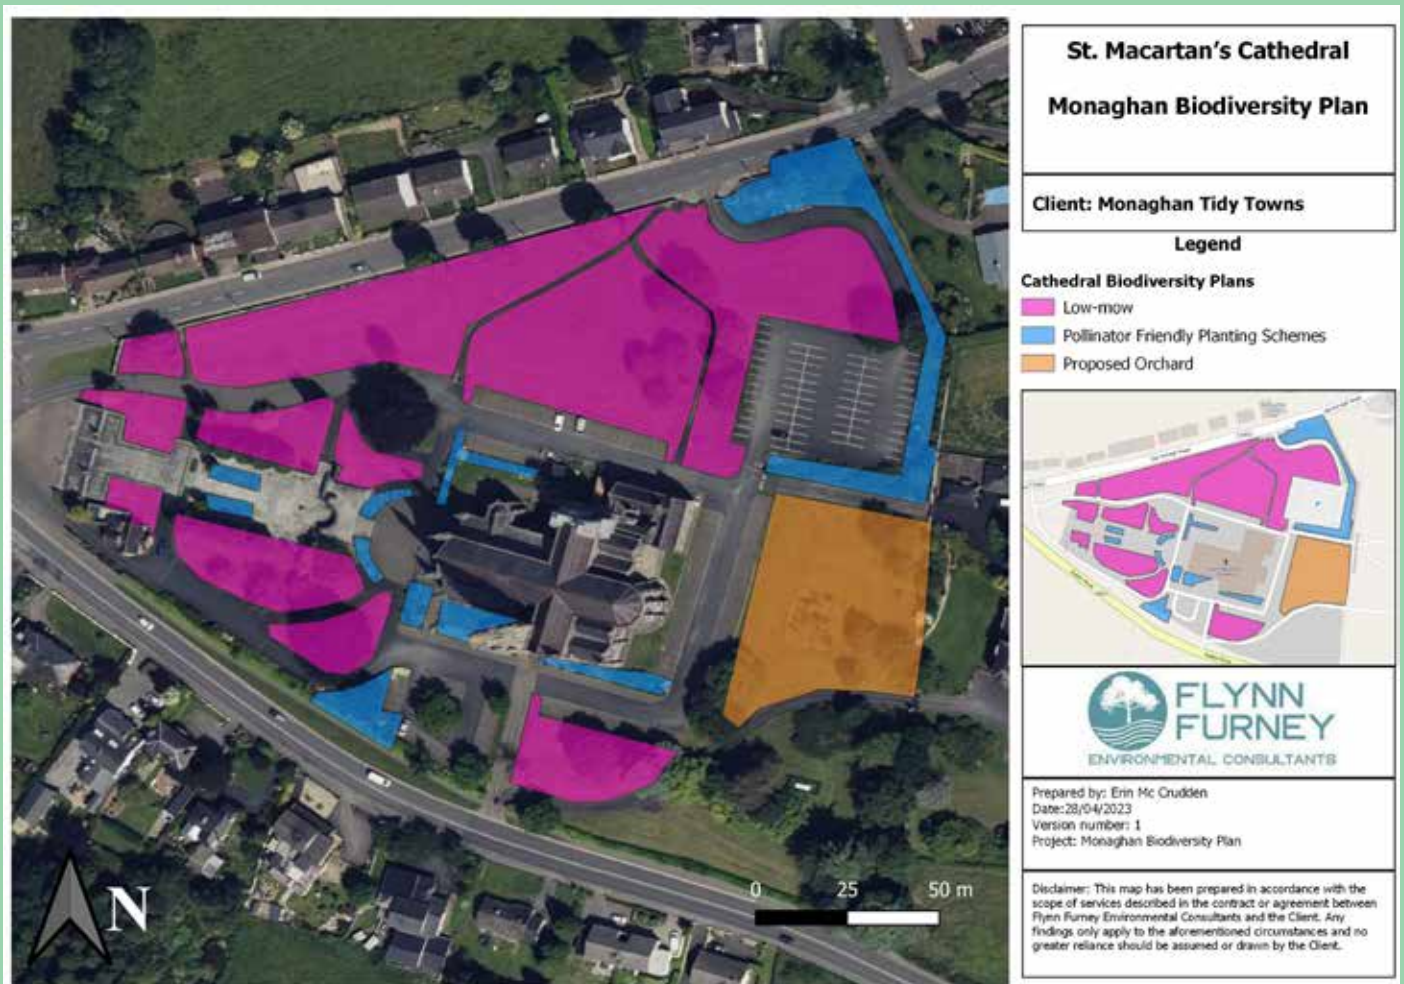 St. Macartan's Cathedral
Monaghan Biodiversity Plan
Client: Monaghan Tidy Towns
Legend
Cathedral Biodiversity Plans
Low-mow
Pollinator Friendly Planting Schemes
Proposed Orchard
FLYNN
FURNEY
ENVIRONMENTAL CONSULTANTS
Prepared by: Erin Mc Crudden
Date:28/04/2023
Version number: 1
Project: Monaghan Biodiversity Plan
Disclaimer: This map has been prepared in accordance with the
scope of services described in the contract or agreement between
Flynn Furney Environmental Consultants and the Client. Any
findings only apply to the aforementioned circumstances and no
greater reliance should be assumed or drawn by the Client.
N
0 25 50 m